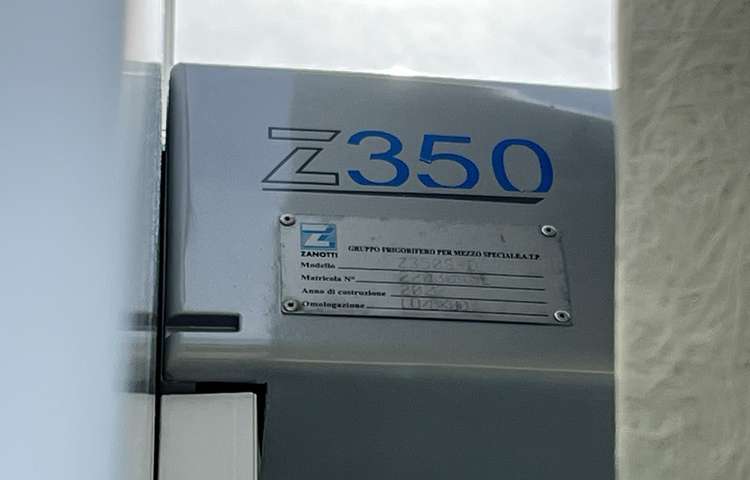 Z350
ZANOTTI
GRUPPO FRIGORIFERO PER MEZZO SPECIALE A.T.P.
Modello
Matricola N°
Anno di costruzione
Omologazione